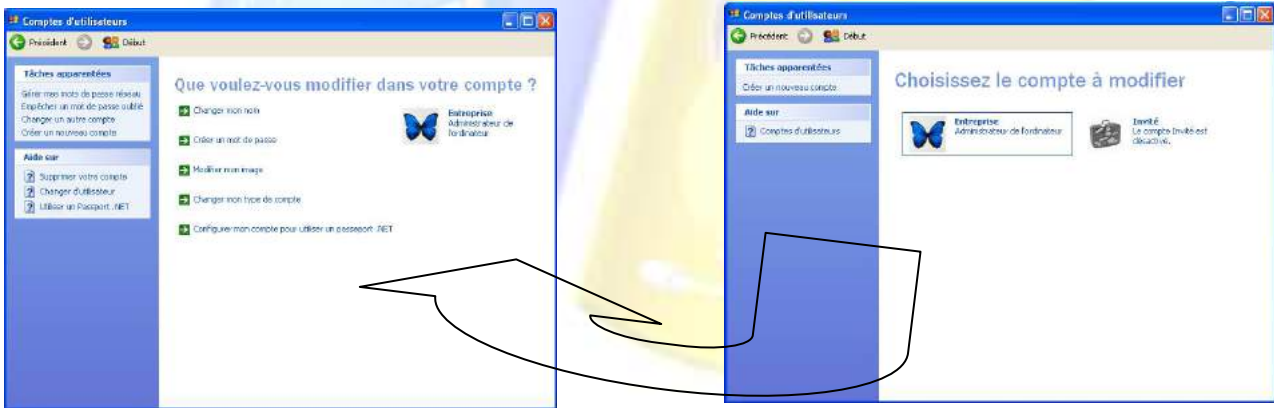 Comptes d'utilisateurs
Précédent Début
Tâches apparentées
Gérer mes mots de passe réseau
Empêcher un mot de passe oublié
Changer un autre compte
Créer un nouveau compte
Aide sur
Supprimer votre compte
Changer d'utilisateur
Utiliser un Passport .NET
Que voulez-vous modifier dans votre compte ?
Changer mon nom
Créer un mot de passe
Modifier mon image
Changer mon type de compte
Configurer mon compte pour utiliser un passeport .NET
Entreprise
Administrateur de
l'ordinateur
Comptes d'utilisateurs
Précédent Début
Tâches apparentées
Créer un nouveau compte
Aide sur
Comptes d'utilisateurs
Choisissez le compte à modifier
Entreprise
Administrateur de l'ordinateur
Invité
Le compte Invité est
désactivé.